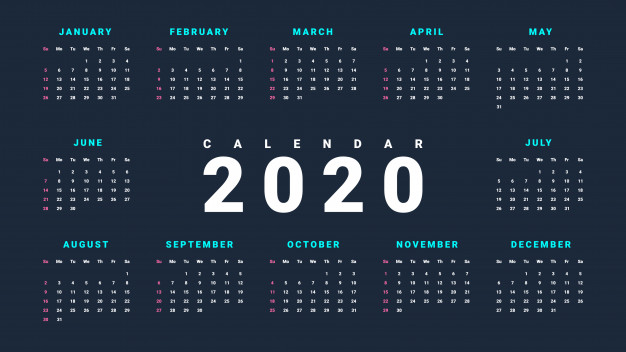 JANUARY
Su Mo Tu We Th Fr Sa
1 2 3 4
5 6 7 8 9 10 11
12 13 14 15 16 17 18
19 20 21 22 23 24 25
26 27 28 29 30 31
FEBRUARY
Su Mo Tu We Th Fr Sa
1
2 3 4 5 6 7 8
9 10 11 12 13 14 15
16 17 18 19 20 21 22
23 24 25 26 27 28 29
MARCH
Su Mo Tu We Th Fr Sa
1 2 3 4 5 6 7
8 9 10 11 12 13 14
15 16 17 18 19 20 21
22 23 24 25 26 27 28
29 30 31
APRIL
Su Mo Tu We Th Fr Sa
1 2 3 4
5 6 7 8 9 10 11
12 13 14 15 16 17 18
19 20 21 22 23 24 25
26 27 28 29 30
MAY
Su Mo Tu We Th Fr Sa
1 2
3 4 5 6 7 8 9
10 11 12 13 14 15 16
17 18 19 20 21 22 23
24 25 26 27 28 29 30
31
JUNE
Su Mo Tu We Th Fr Sa
1 2 3 4 5 6
7 8 9 10 11 12 13
14 15 16 17 18 19 20
21 22 23 24 25 26 27
28 29 30
CALENDAR
2020
JULY
Su Mo Tu We Th Fr Sa
1 2 3 4
5 6 7 8 9 10 11
12 13 14 15 16 17 18
19 20 21 22 23 24 25
26 27 28 29 30 31
AUGUST
Su Mo Tu We Th Fr Sa
1
2 3 4 5 6 7 8
9 10 11 12 13 14 15
16 17 18 19 20 21 22
23 24 25 26 27 28 29
30 31
SEPTEMBER
Su Mo Tu We Th Fr Sa
1 2 3 4 5
6 7 8 9 10 11 12
13 14 15 16 17 18 19
20 21 22 23 24 25 26
27 28 29 30
OCTOBER
Su Mo Tu We Th Fr Sa
1 2 3
4 5 6 7 8 9 10
11 12 13 14 15 16 17
18 19 20 21 22 23 24
25 26 27 28 29 30 31
NOVEMBER
Su Mo Tu We Th Fr Sa
1 2 3 4 5 6 7
8 9 10 11 12 13 14
15 16 17 18 19 20 21
22 23 24 25 26 27 28
29 30
DECEMBER
Su Mo Tu We Th Fr Sa
1 2 3 4 5
6 7 8 9 10 11 12
13 14 15 16 17 18 19
20 21 22 23 24 25 26
27 28 29 30 31